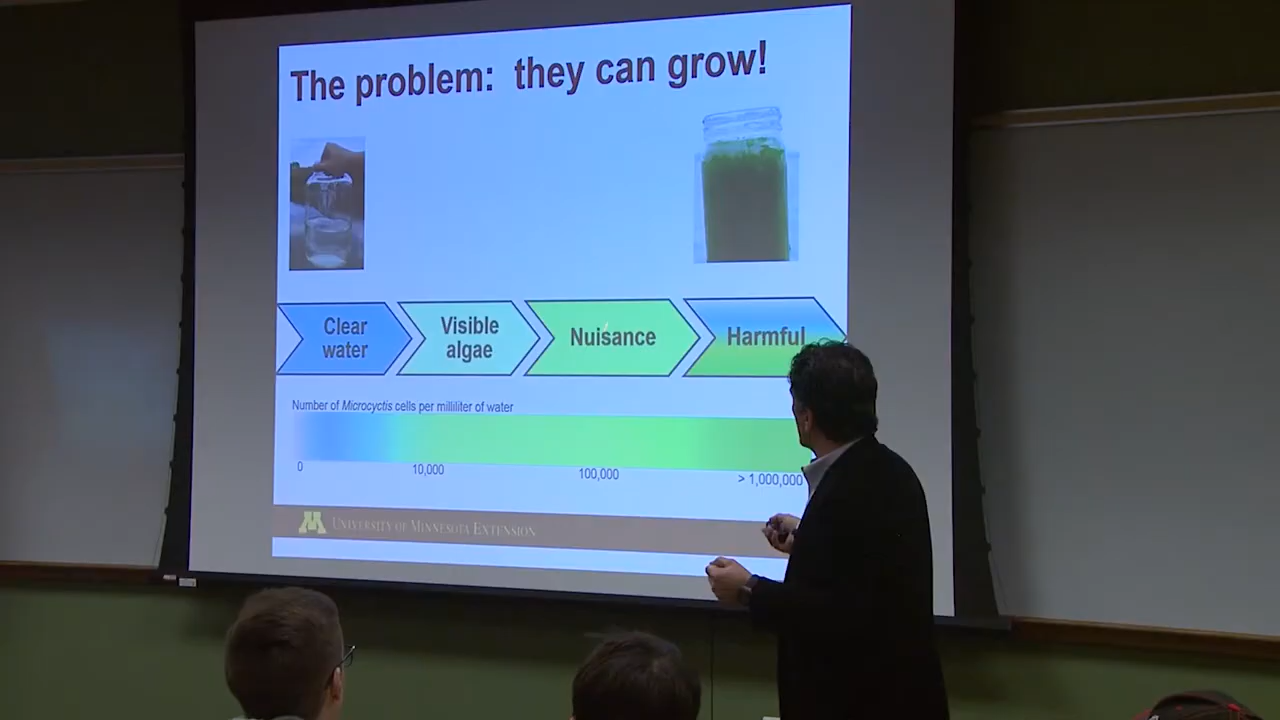 The problem: they can grow!
Clear
water
Visible
algae
Nuisance
Harmful
Number of Microcyctis cells per milliliter of water
0
10,000
100,000
> 1,000,000
M
UNIVERSITY OF MINNESOTA EXTENSION